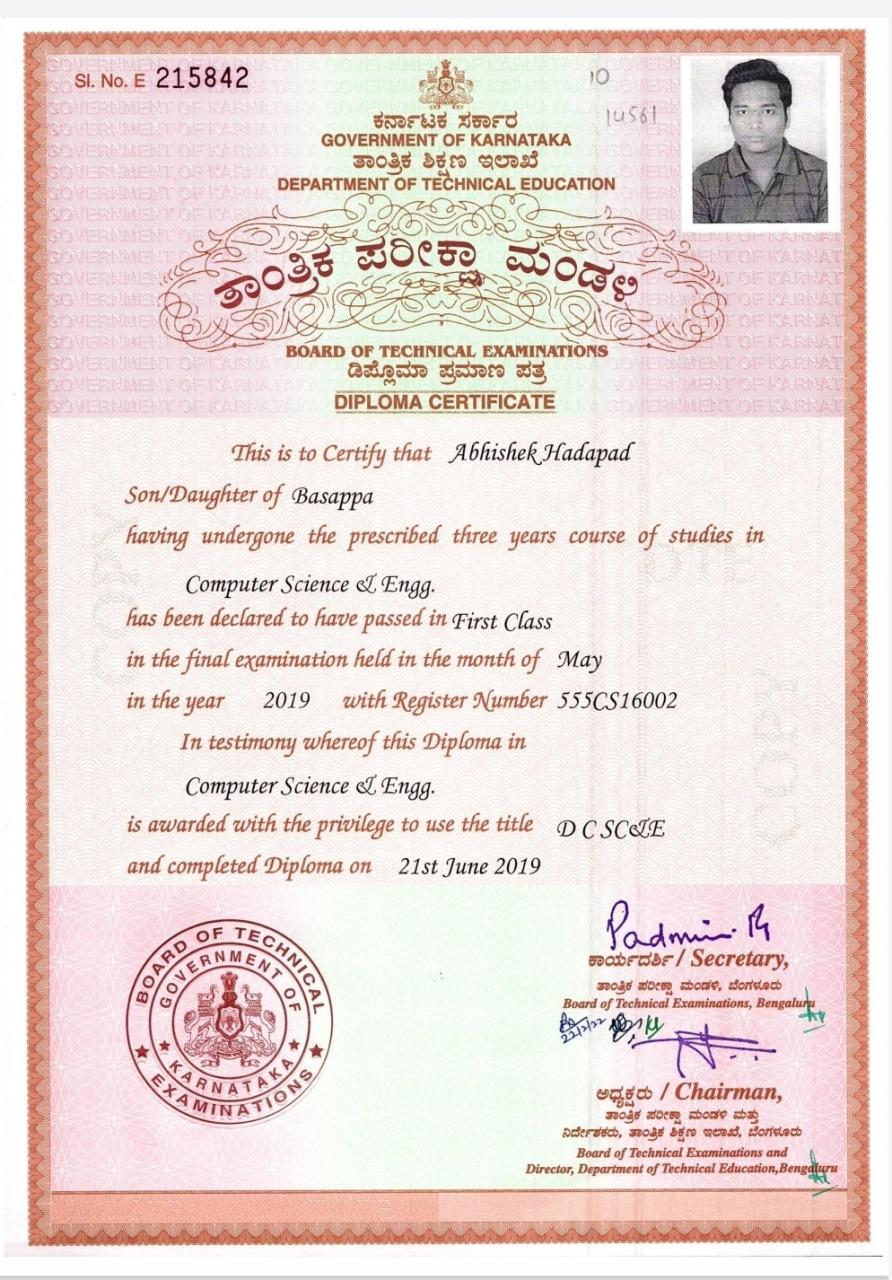 Sl. No. E 215842
10
14561
ಕರ್ನಾಟಕ ಸರ್ಕಾರ
GOVERNMENT OF KARNATAKA
ತಾಂತ್ರಿಕ ಶಿಕ್ಷಣ ಇಲಾಖೆ
DEPARTMENT OF TECHNICAL EDUCATION
ತಾಂತ್ರಿಕ ಪರೀಕ್ಷಾ ಮಂಡಳಿ
BOARD OF TECHNICAL EXAMINATIONS
ಡಿಪ್ಲೊಮಾ ಪ್ರಮಾಣ ಪತ್ರ
DIPLOMA CERTIFICATE
This is to Certify that Abhishek Hadapad
Son/Daughter of Basappa
having undergone the prescribed three years course of studies in
Computer Science & Engg.
has been declared to have passed in First Class
in the final examination held in the month of May
in the year 2019 with Register Number 555CS16002
In testimony whereof this Diploma in
Computer Science & Engg.
is awarded with the privilege to use the title D C SC&E
and completed Diploma on 21st June 2019
BOARD OF TECHNICAL EXAMINATIONS
GOVERNMENT OF KARNATAKA
Padmini R
ಕಾರ್ಯದರ್ಶಿ / Secretary,
ತಾಂತ್ರಿಕ ಪರೀಕ್ಷಾ ಮಂಡಳಿ, ಬೆಂಗಳೂರು
Board of Technical Examinations, Bengaluru
ಅಧ್ಯಕ್ಷರು / Chairman,
ತಾಂತ್ರಿಕ ಪರೀಕ್ಷಾ ಮಂಡಳಿ ಮತ್ತು
ನಿರ್ದೇಶಕರು, ತಾಂತ್ರಿಕ ಶಿಕ್ಷಣ ಇಲಾಖೆ, ಬೆಂಗಳೂರು
Board of Technical Examinations and
Director, Department of Technical Education,Bengaluru